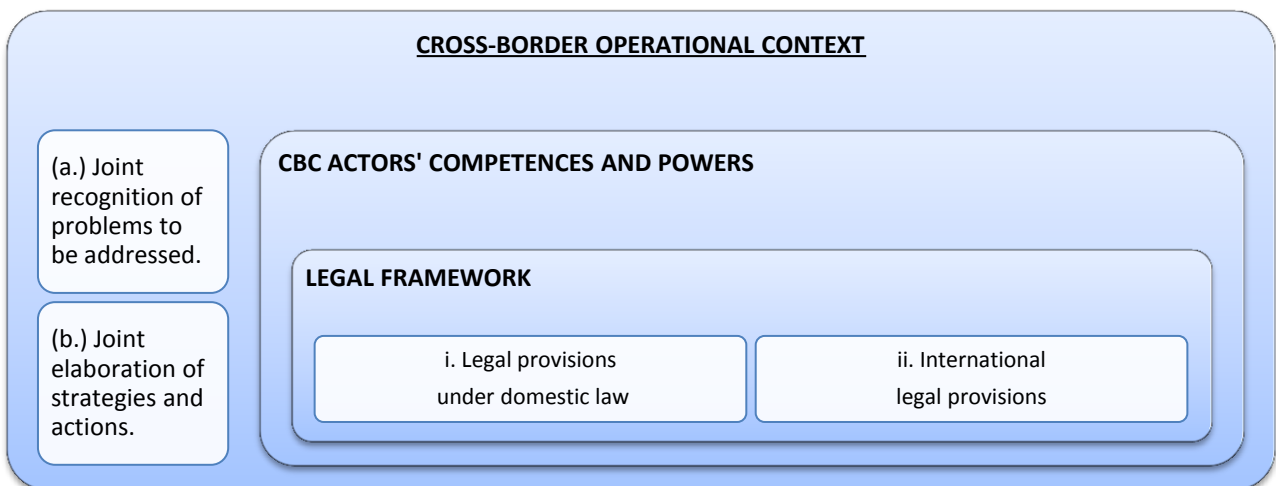 CROSS-BORDER OPERATIONAL CONTEXT
(a.) Joint
recognition of
problems to
be addressed.
(b.) Joint
elaboration of
strategies and
actions.
CBC ACTORS' COMPETENCES AND POWERS
LEGAL FRAMEWORK
i. Legal provisions
under domestic law
ii. International
legal provisions